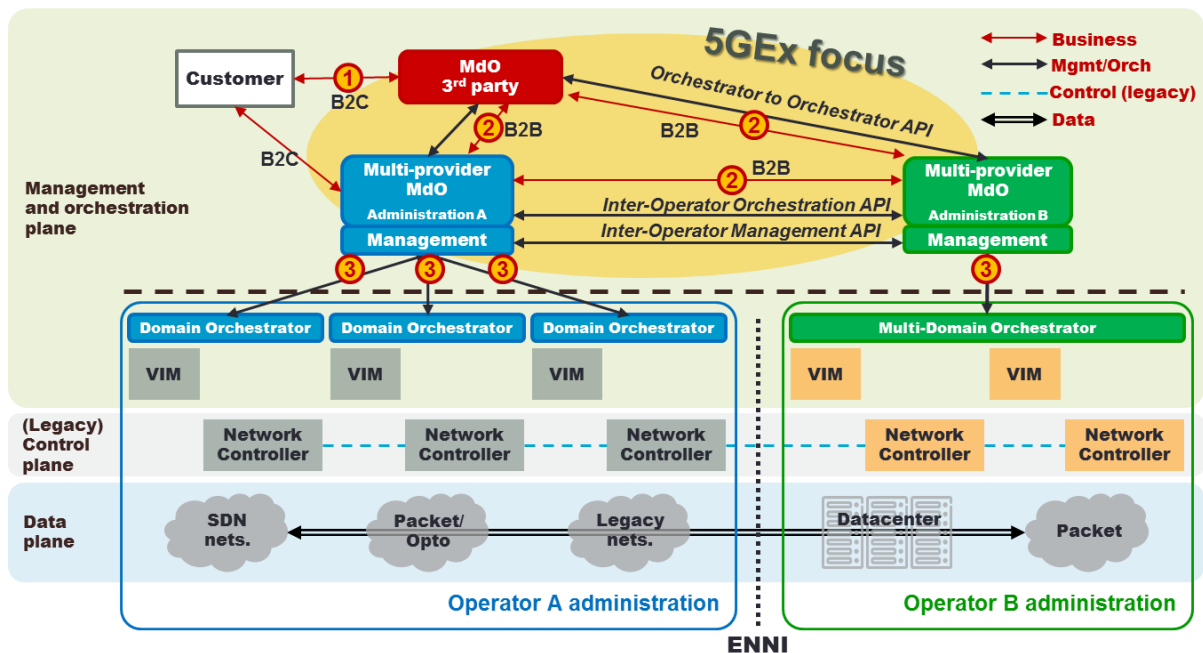 5GEx focus
Business
Mgmt/Orch
Control (legacy)
Data
Customer
1
B2C
MdO
3rd party
Orchestrator to Orchestrator API
2
B2B
B2B
2
B2C
Management
and orchestration
plane
Multi-provider
MdO
Administration A
Management
B2B
2
Inter-Operator Orchestration API
Inter-Operator Management API
Multi-provider
MdO
Administration B
Management
3
3
3
3
Domain Orchestrator
Domain Orchestrator
Domain Orchestrator
Multi-Domain Orchestrator
VIM
VIM
VIM
VIM
VIM
(Legacy)
Control
plane
Network
Controller
Network
Controller
Network
Controller
Network
Controller
Network
Controller
Data
plane
SDN
nets.
Packet/
Opto
Legacy
nets.
Datacenter
Packet
Operator A administration
Operator B administration
ENNI